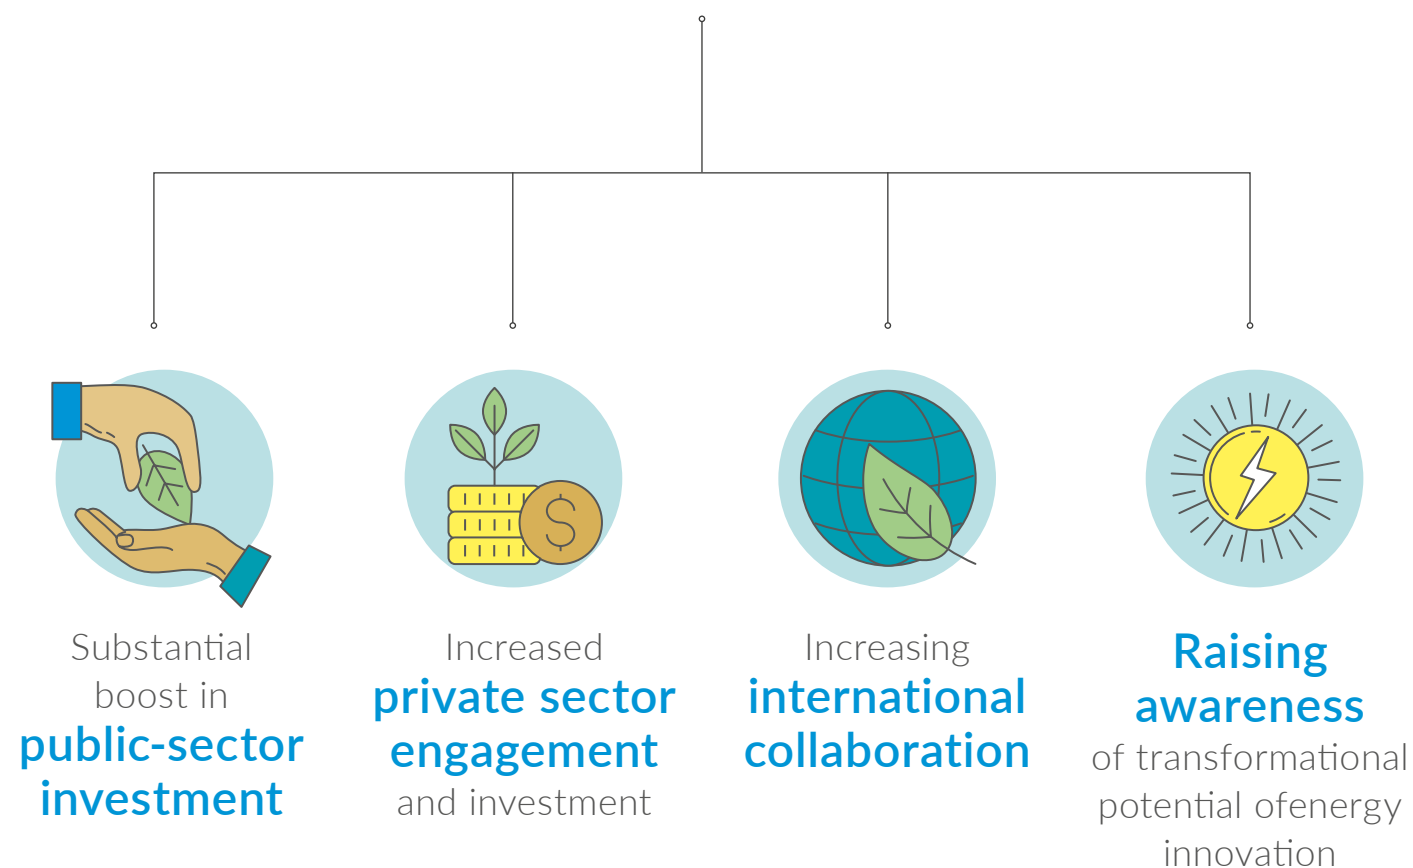 Substantial
boost in
public-sector
investment
Increased
private sector
engagement
and investment
Increasing
international
collaboration
Raising
awareness
of transformational
potential ofenergy
innovation